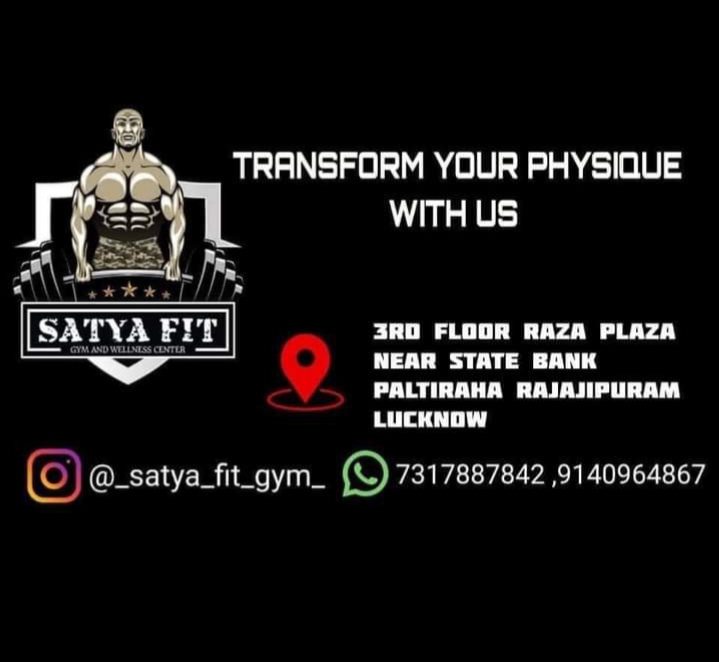 TRANSFORM YOUR PHYSIQUE
WITH US
SATYA FIT
GYM AND WELLNESS CENTER
3RD FLOOR RAZA PLAZA
NEAR STATE BANK
PALTIRAHA RAJAJIPURAM
LUCKNOW
@_satya_fit_gym_
7317887842 ,9140964867